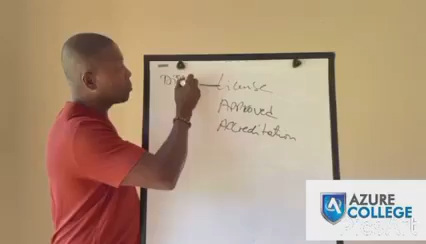 License
Approved
Accreditation
AZURE
COLLEGE